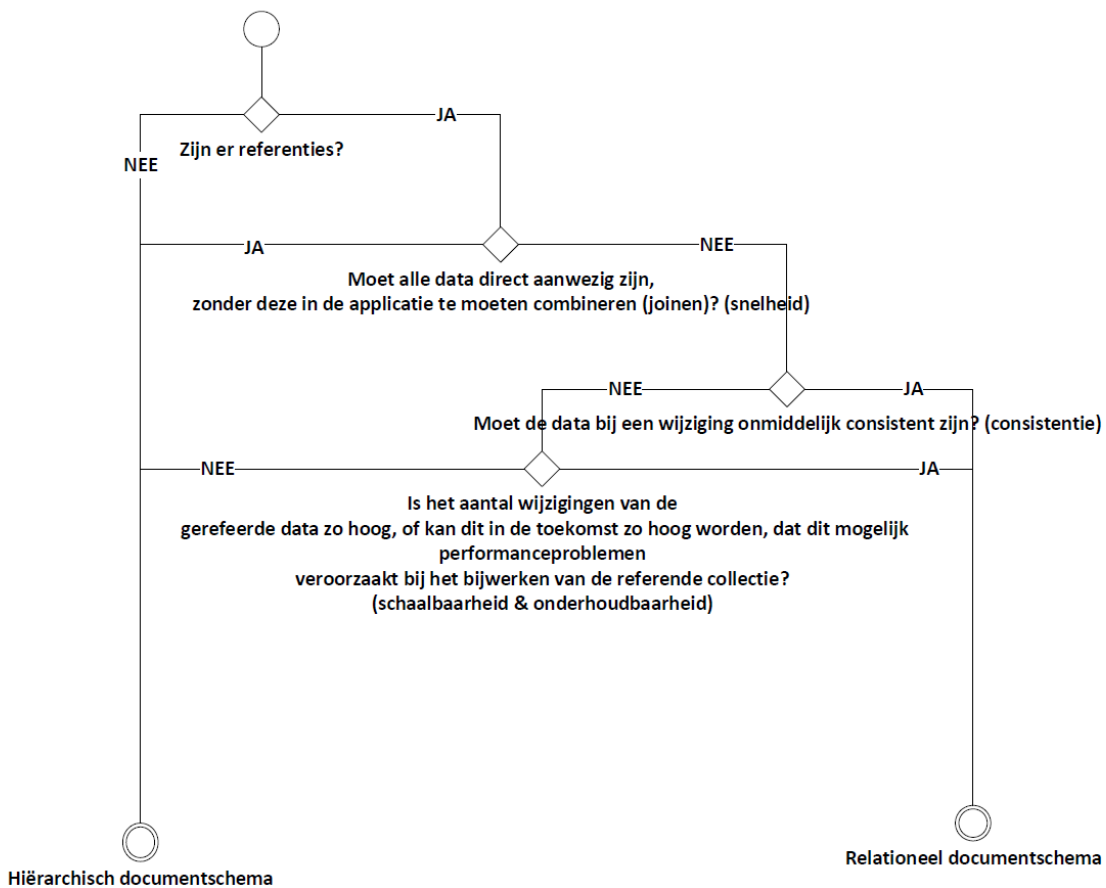 JA
Zijn er referenties?
NEE
JA
NEE
Moet alle data direct aanwezig zijn,
zonder deze in de applicatie te moeten combineren (joinen)? (snelheid)
NEE
JA
Moet de data bij een wijziging onmiddelijk consistent zijn? (consistentie)
NEE
JA
Is het aantal wijzigingen van de
gerefeerde data zo hoog, of kan dit in de toekomst zo hoog worden, dat dit mogelijk
performanceproblemen
veroorzaakt bij het bijwerken van de referende collectie?
(schaalbaarheid & onderhoudbaarheid)
Relationeel documentschema
Hiërarchisch documentschema